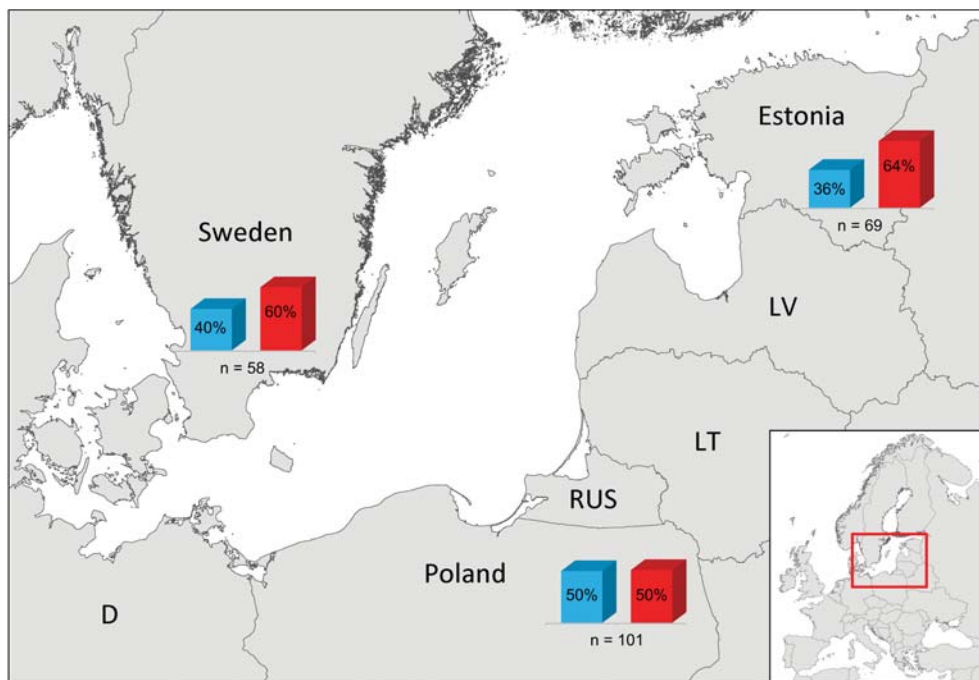 Estonia
36%
64%
n = 69
Sweden
40%
60%
n = 58
LV
LT
RUS
Poland
50%
50%
n = 101
D